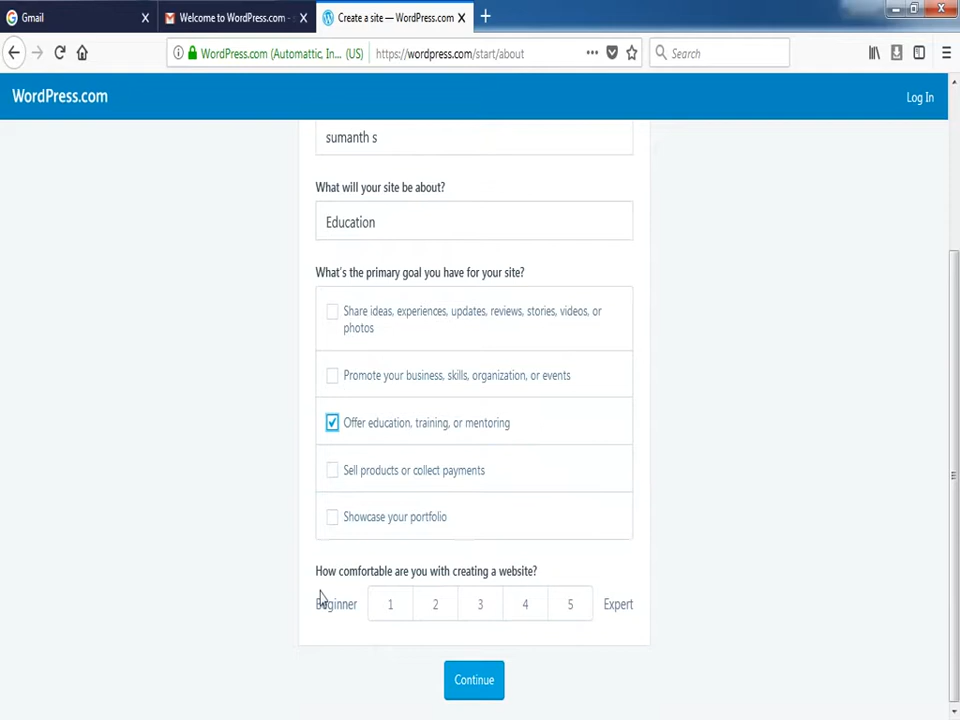 Gmail
Welcome to WordPress.com -
Create a site — WordPress.com
WordPress.com (Automattic, In... (US)
https://wordpress.com/start/about
Search
WordPress.com
Log In
sumanth s
What will your site be about?
Education
What's the primary goal you have for your site?
Share ideas, experiences, updates, reviews, stories, videos, or
photos
Promote your business, skills, organization, or events
Offer education, training, or mentoring
Sell products or collect payments
Showcase your portfolio
How comfortable are you with creating a website?
Beginner 1 2 3 4 5 Expert
Continue